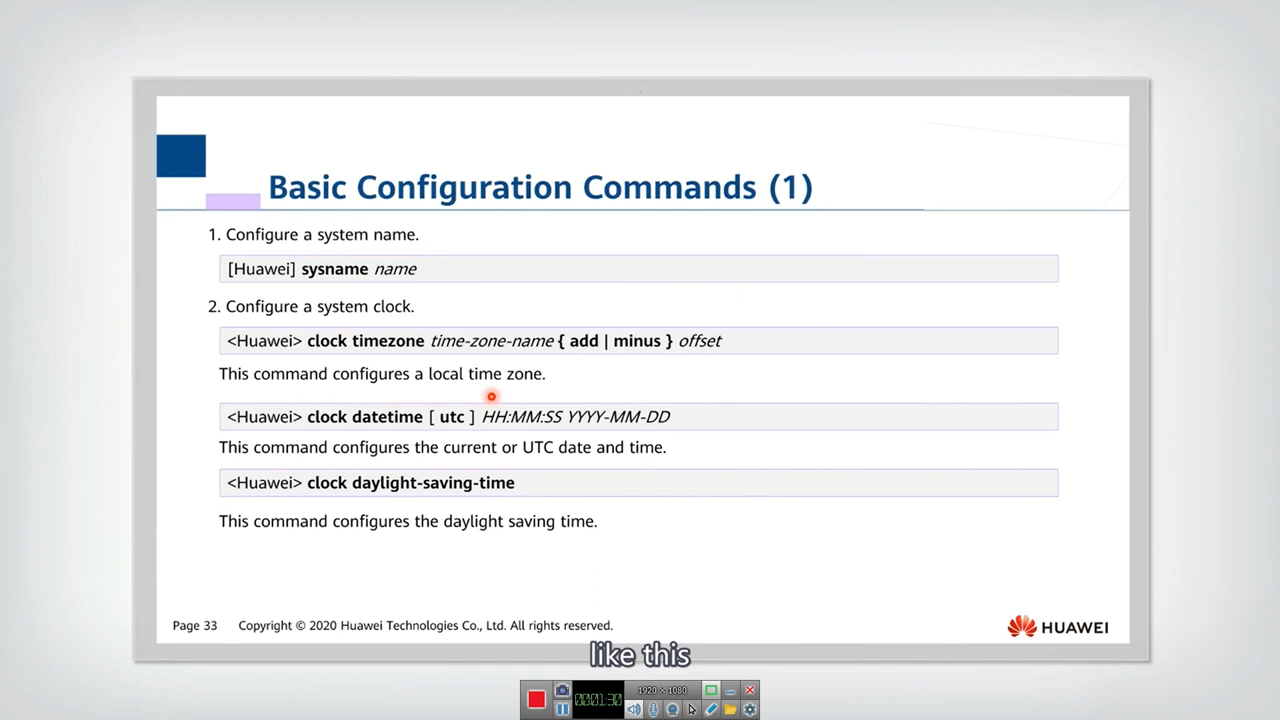 Basic Configuration Commands (1)
1. Configure a system name.
[Huawei] sysname name
2. Configure a system clock.
<Huawei> clock timezone time-zone-name { add | minus } offset
This command configures a local time zone.
<Huawei> clock datetime [ utc ] HH:MM:SS YYYY-MM-DD
This command configures the current or UTC date and time.
<Huawei> clock daylight-saving-time
This command configures the daylight saving time.
Page 33 Copyright © 2020 Huawei Technologies Co., Ltd. All rights reserved.
HUAWEI
like this
000:01:30
1920 × 1080